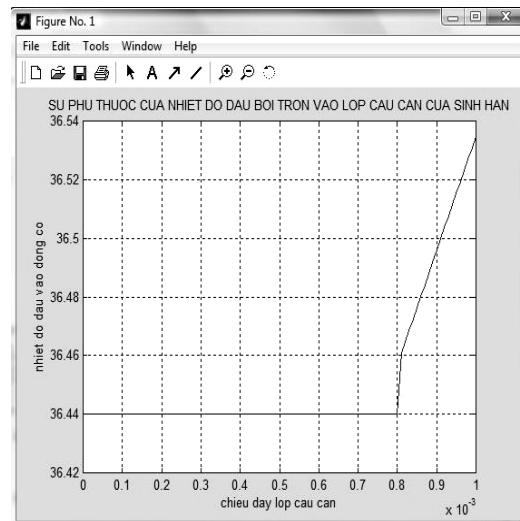 Figure No. 1
File Edit Tools Window Help
A
SU PHU THUOC CUA NHIET DO DAU BOI TRON VAO LOP CAU CAN CUA SINH HAN
nhiet do dau vao dong co
36.54
36.52
36.5
36.48
36.46
36.44
36.42
0 0.1 0.2 0.3 0.4 0.5 0.6 0.7 0.8 0.9 1
chieu day lop cau can
x 10⁻³